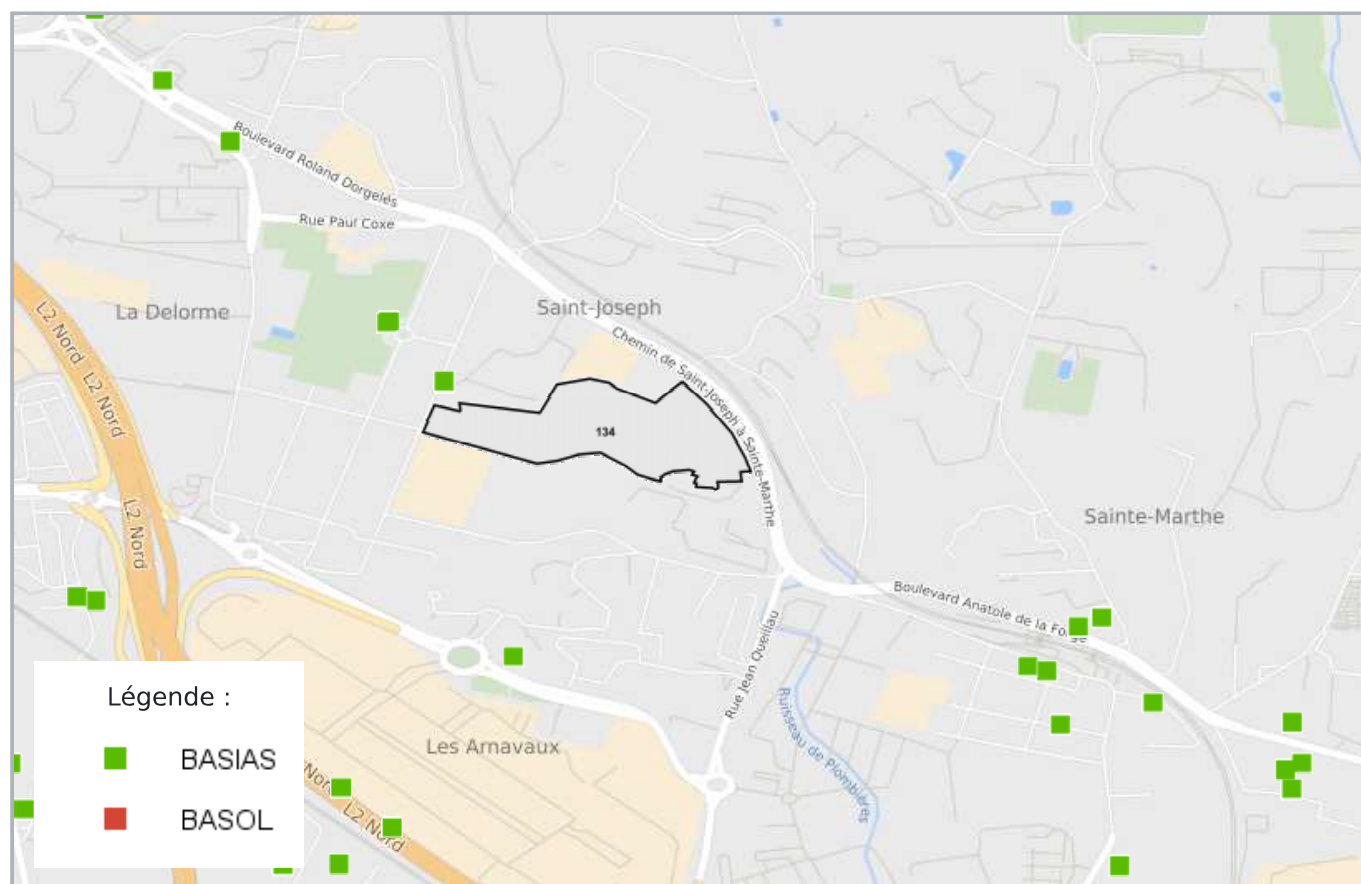 Boulevard Roland Dorgelés
Rue Paul Coxe
La Delorme
Saint-Joseph
L2 Nord
L2 Nord
Chemin de Saint-Joseph à Sainte-Marthe
134
L2 Nord
Sainte-Marthe
Boulevard Anatole de la Forge
Rue Jean Queillau
Ruisseau de Plombières
Les Arnavaux
Légende :
BASIAS
BASOL
Nord
L2 Nord